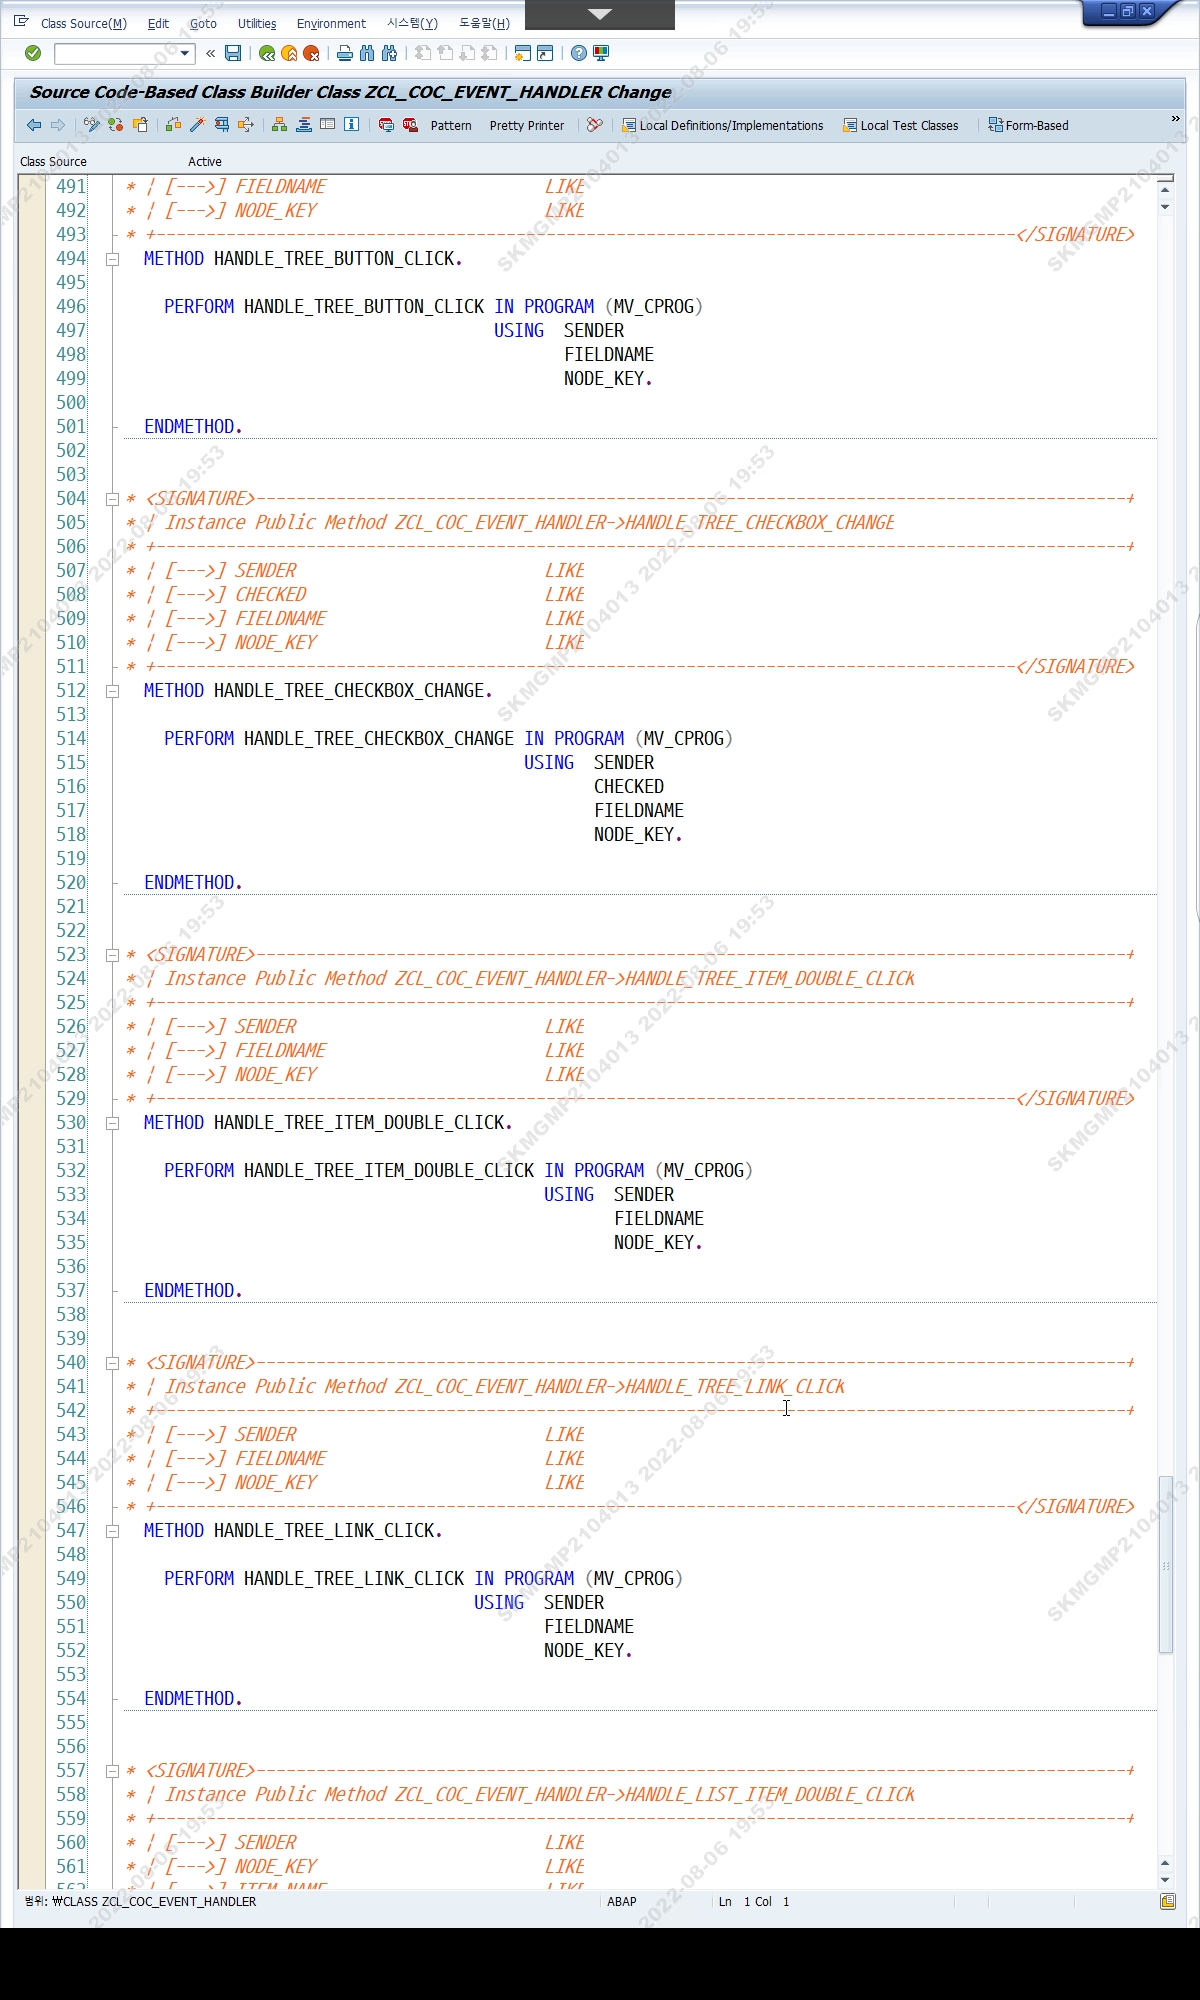 Class Source(M) Edit Goto Utilities Environment 시스템(Y) 도움말(H)
Source Code-Based Class Builder Class ZCL_COC_EVENT_HANDLER Change
Pattern Pretty Printer Local Definitions/Implementations Local Test Classes Form-Based
Class Source Active
491 * ¦ [--->] FIELDNAME LIKE
492 * ¦ [--->] NODE_KEY LIKE
493 * +--------------------------------------------------------------------------------------</SIGNATURE>
494 METHOD HANDLE_TREE_BUTTON_CLICK.
495
496 PERFORM HANDLE_TREE_BUTTON_CLICK IN PROGRAM (MV_CPROG)
497 USING SENDER
498 FIELDNAME
499 NODE_KEY.
500
501 ENDMETHOD.
502
503
504 * <SIGNATURE>---------------------------------------------------------------------------------------+
505 * ¦ Instance Public Method ZCL_COC_EVENT_HANDLER->HANDLE_TREE_CHECKBOX_CHANGE
506 * +-------------------------------------------------------------------------------------------------+
507 * ¦ [--->] SENDER LIKE
508 * ¦ [--->] CHECKED LIKE
509 * ¦ [--->] FIELDNAME LIKE
510 * ¦ [--->] NODE_KEY LIKE
511 * +--------------------------------------------------------------------------------------</SIGNATURE>
512 METHOD HANDLE_TREE_CHECKBOX_CHANGE.
513
514 PERFORM HANDLE_TREE_CHECKBOX_CHANGE IN PROGRAM (MV_CPROG)
515 USING SENDER
516 CHECKED
517 FIELDNAME
518 NODE_KEY.
519
520 ENDMETHOD.
521
522
523 * <SIGNATURE>---------------------------------------------------------------------------------------+
524 * ¦ Instance Public Method ZCL_COC_EVENT_HANDLER->HANDLE_TREE_ITEM_DOUBLE_CLICK
525 * +-------------------------------------------------------------------------------------------------+
526 * ¦ [--->] SENDER LIKE
527 * ¦ [--->] FIELDNAME LIKE
528 * ¦ [--->] NODE_KEY LIKE
529 * +--------------------------------------------------------------------------------------</SIGNATURE>
530 METHOD HANDLE_TREE_ITEM_DOUBLE_CLICK.
531
532 PERFORM HANDLE_TREE_ITEM_DOUBLE_CLICK IN PROGRAM (MV_CPROG)
533 USING SENDER
534 FIELDNAME
535 NODE_KEY.
536
537 ENDMETHOD.
538
539
540 * <SIGNATURE>---------------------------------------------------------------------------------------+
541 * ¦ Instance Public Method ZCL_COC_EVENT_HANDLER->HANDLE_TREE_LINK_CLICK
542 * +-------------------------------------------------------------------------------------------------+
543 * ¦ [--->] SENDER LIKE
544 * ¦ [--->] FIELDNAME LIKE
545 * ¦ [--->] NODE_KEY LIKE
546 * +--------------------------------------------------------------------------------------</SIGNATURE>
547 METHOD HANDLE_TREE_LINK_CLICK.
548
549 PERFORM HANDLE_TREE_LINK_CLICK IN PROGRAM (MV_CPROG)
550 USING SENDER
551 FIELDNAME
552 NODE_KEY.
553
554 ENDMETHOD.
555
556
557 * <SIGNATURE>---------------------------------------------------------------------------------------+
558 * ¦ Instance Public Method ZCL_COC_EVENT_HANDLER->HANDLE_LIST_ITEM_DOUBLE_CLICK
559 * +-------------------------------------------------------------------------------------------------+
560 * ¦ [--->] SENDER LIKE
561 * ¦ [--->] NODE_KEY LIKE
562 * ¦ [--->] ITEM_NAME LIKE
범위: ₩CLASS ZCL_COC_EVENT_HANDLER ABAP Ln 1 Col 1
SKMGMP2104013 2022-08-06 19:53